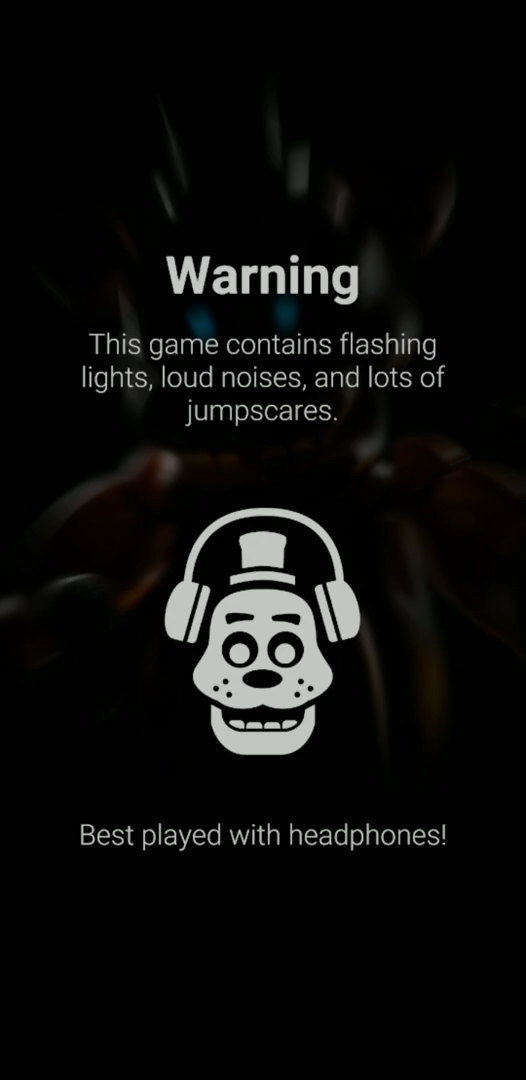 Warning
This game contains flashing
lights, loud noises, and lots of
jumpscares.
Best played with headphones!